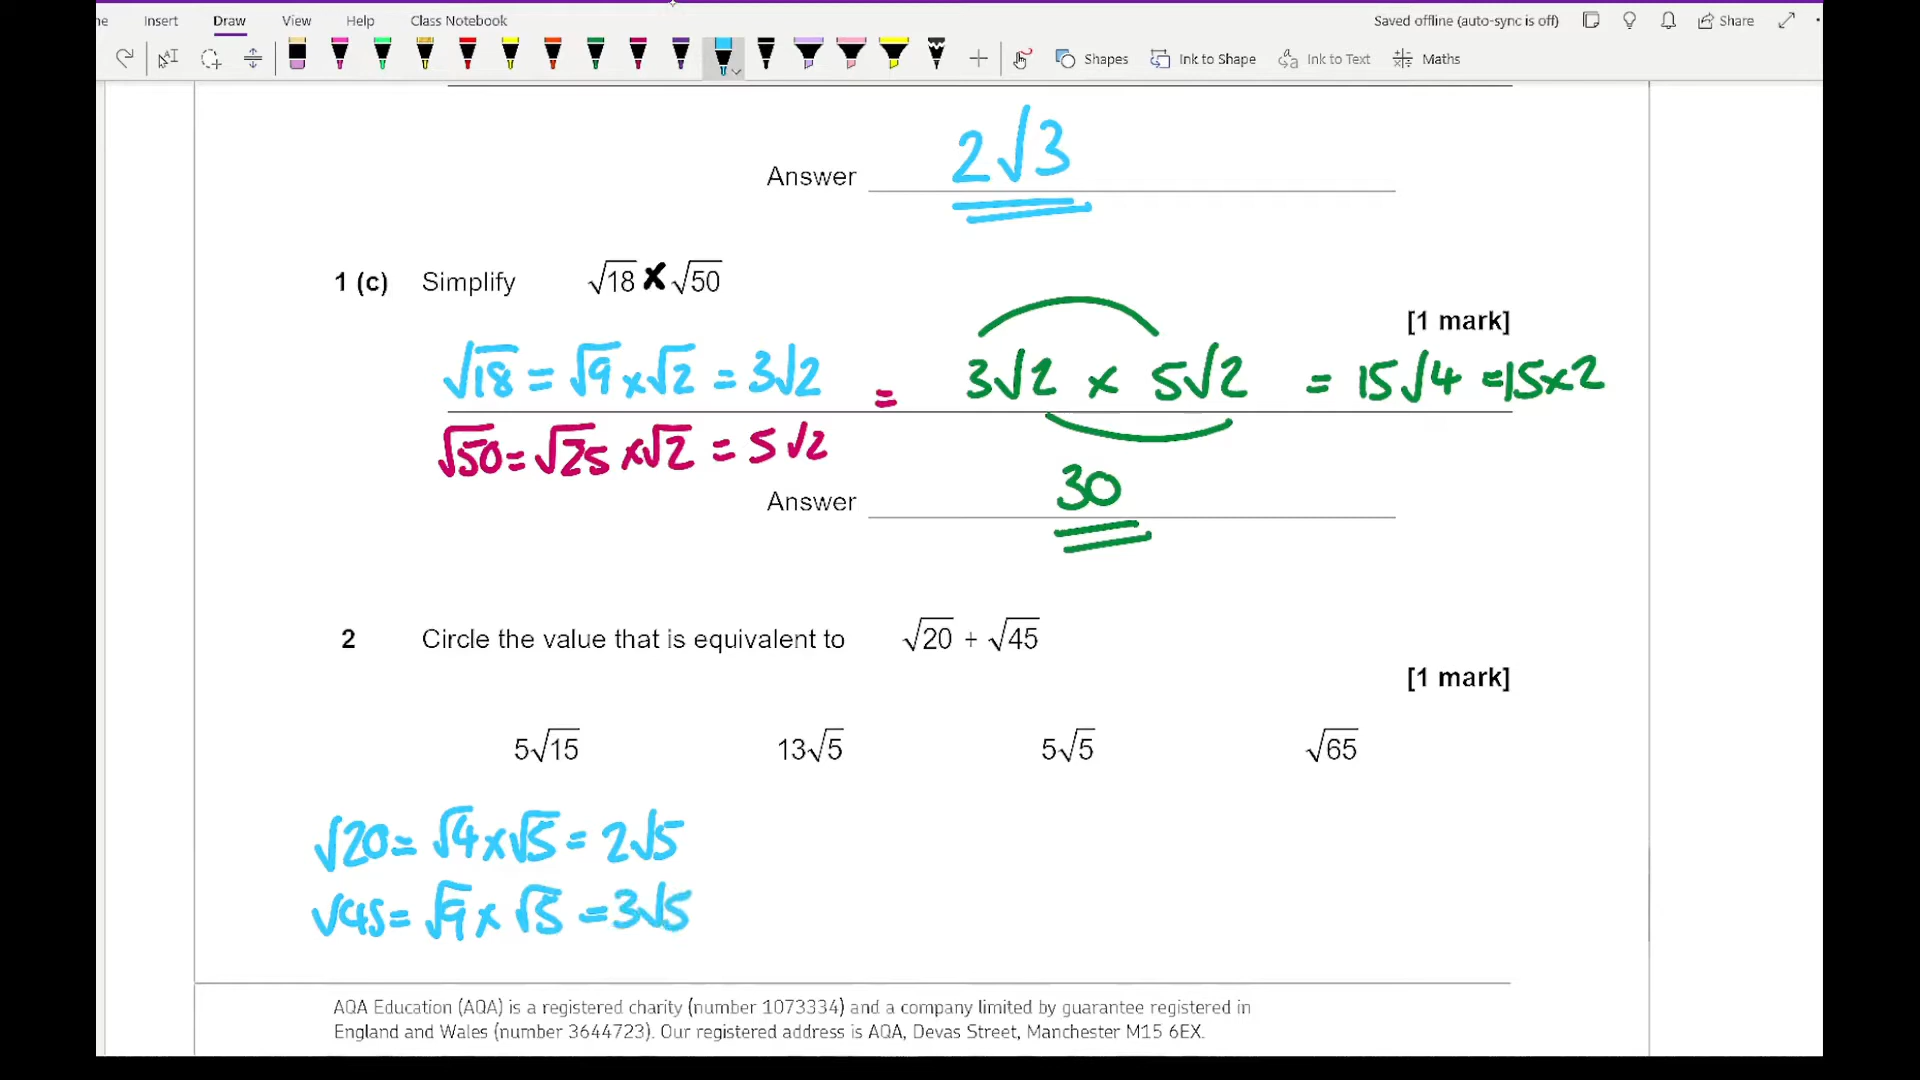 Insert Draw View Help Class Notebook Saved offline (auto-sync is off) Share
Shapes Ink to Shape Ink to Text Maths
2√3
Answer
1 (c) Simplify √18 × √50
[1 mark]
√18 = √9 × √2 = 3√2 = 3√2 × 5√2 = 15√4 = 15×2
√50 = √25 × √2 = 5√2
30
Answer
2 Circle the value that is equivalent to √20 + √45
[1 mark]
5√15 13√5 5√5 √65
√20 = √4 × √5 = 2√5
√45 = √9 × √5 = 3√5
AQA Education (AQA) is a registered charity (number 1073334) and a company limited by guarantee registered in
England and Wales (number 3644723). Our registered address is AQA, Devas Street, Manchester M15 6EX.